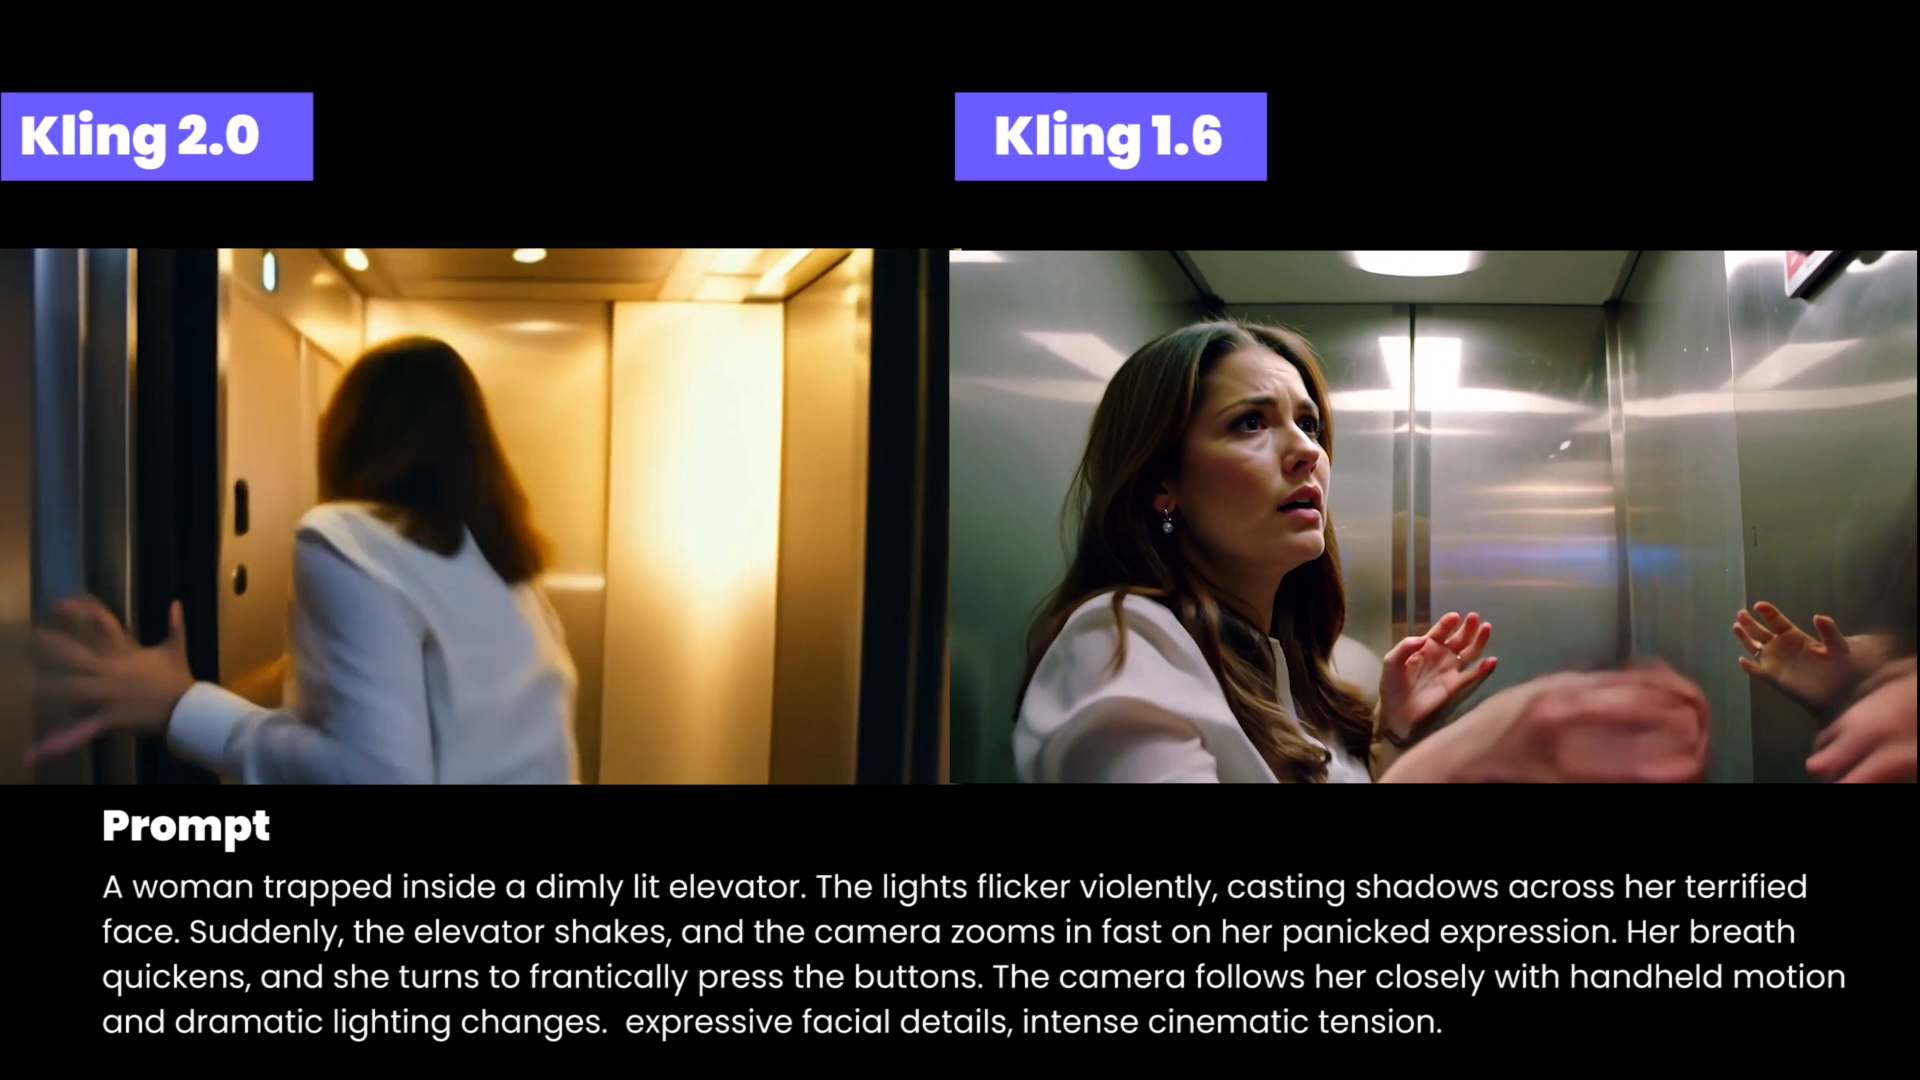 Kling 2.0
Kling 1.6
Prompt
A woman trapped inside a dimly lit elevator. The lights flicker violently, casting shadows across her terrified
face. Suddenly, the elevator shakes, and the camera zooms in fast on her panicked expression. Her breath
quickens, and she turns to frantically press the buttons. The camera follows her closely with handheld motion
and dramatic lighting changes.  expressive facial details, intense cinematic tension.